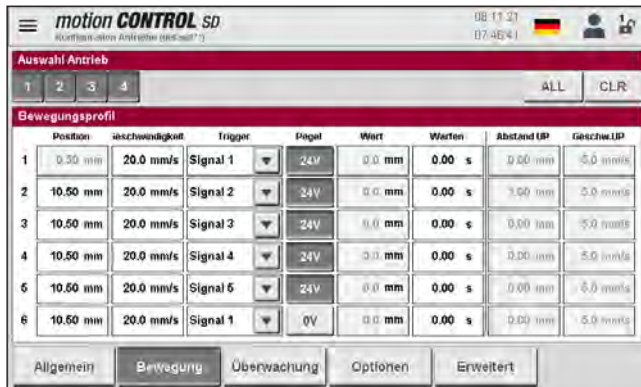 motion CONTROL SD
08.11.21
07:46:41
Auswahl Antrieb
1 2 3 4 ALL CLR
Bewegungsprofil
Position eschwindigkeit Trigger Pegel Wert Warten Abstand UP Geschw.UP
1 0.50 mm 20.0 mm/s Signal 1 24V 0.0 mm 0.00 s 0.00 mm 5.0 mm/s
2 10.50 mm 20.0 mm/s Signal 2 24V 0.0 mm 0.00 s mm 5.0 mm/s
3 10.50 mm 20.0 mm/s Signal 3 24V 0.0 mm 0.00 s 0.00 mm 5.0 mm/s
4 10.50 mm 20.0 mm/s Signal 4 24V 0.0 mm 0.00 s 0.00 mm 5.0 mm/s
5 10.50 mm 20.0 mm/s Signal 5 24V 0.0 mm 0.00 s 0.00 mm 5.0 mm/s
6 10.50 mm 20.0 mm/s Signal 1 0V 0.0 mm 0.00 s 0.00 mm 5.0 mm/s
Allgemein Bewegung Überwachung Optionen Erweitert